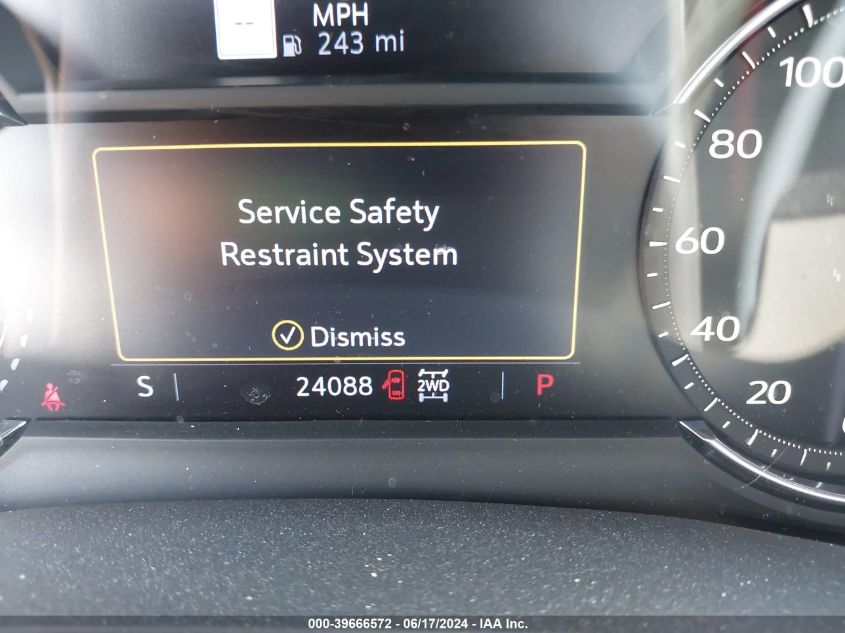 --
MPH
243 mi
Service Safety
Restraint System
Dismiss
S 24088 2WD P
100
80
60
40
20
000-39666572 - 06/17/2024 - IAA Inc.